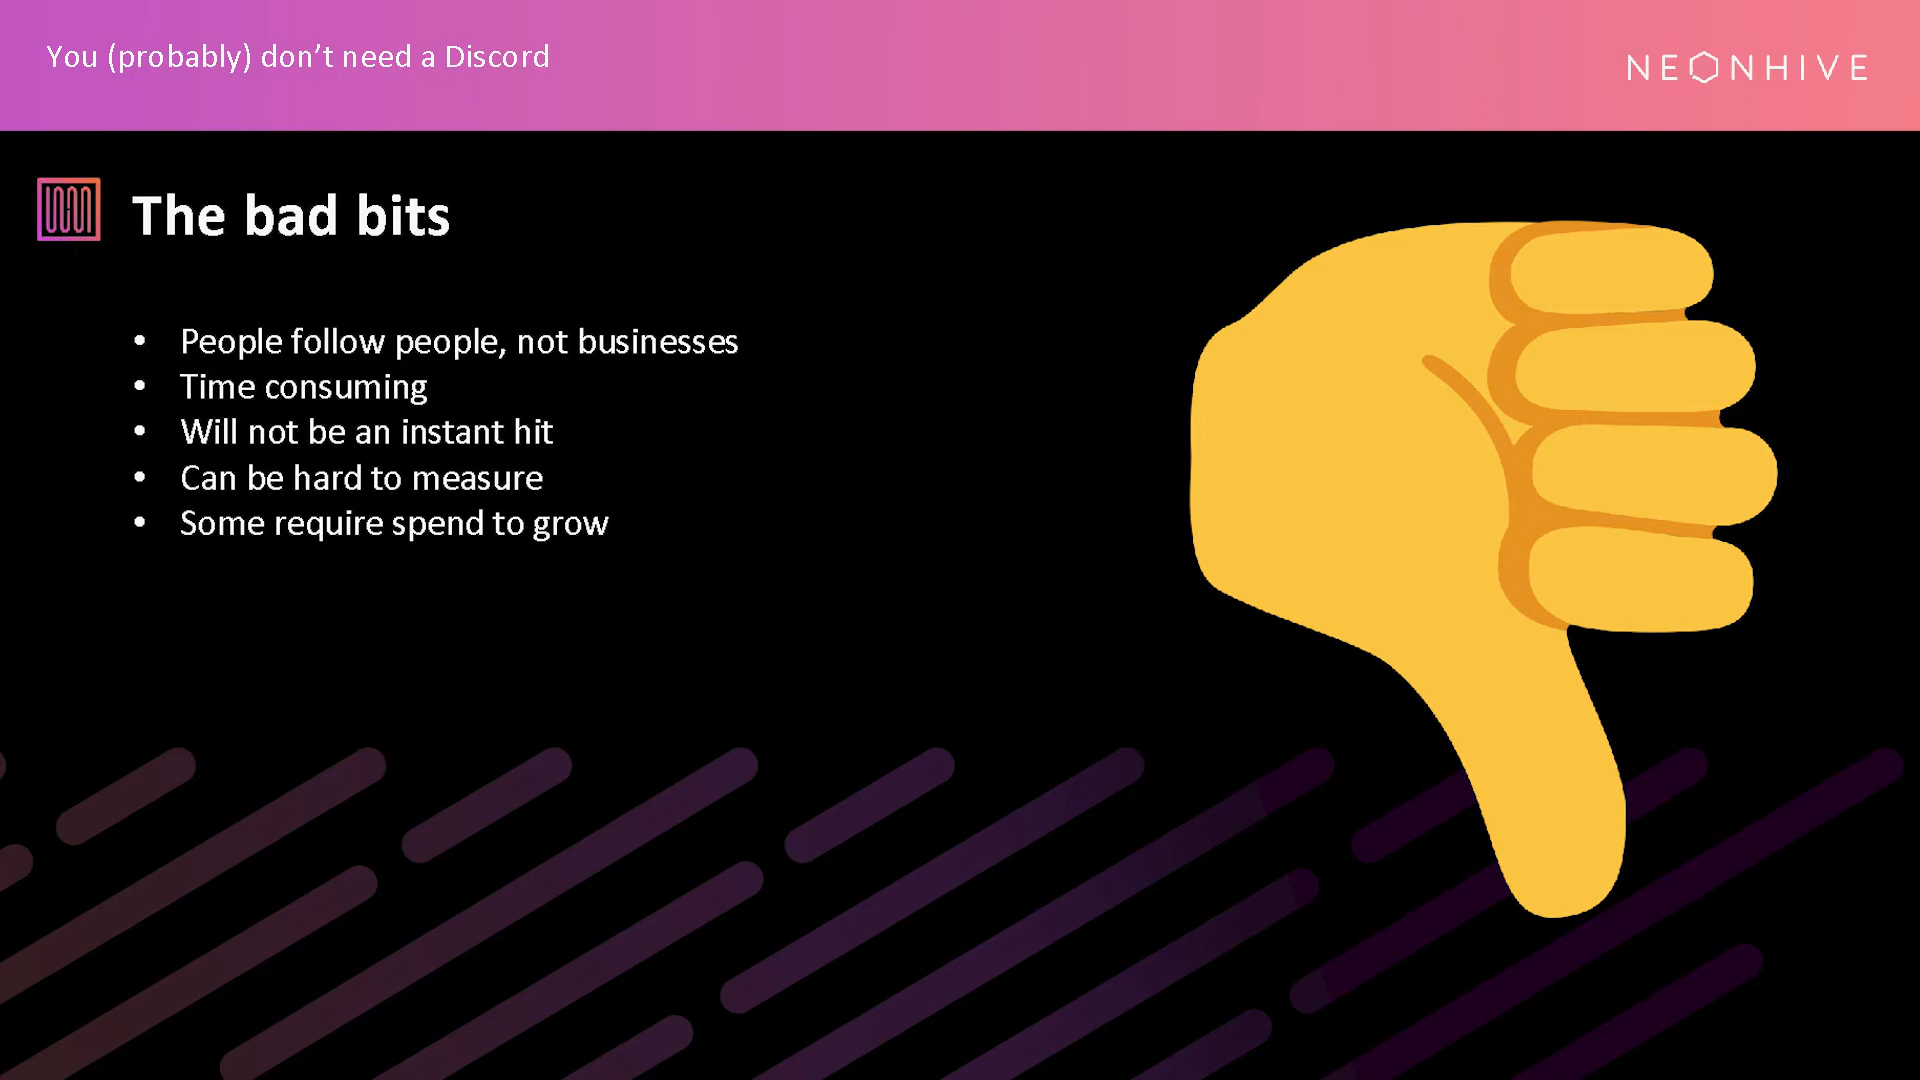 You (probably) don’t need a Discord
NEONHIVE
The bad bits
• People follow people, not businesses
• Time consuming
• Will not be an instant hit
• Can be hard to measure
• Some require spend to grow